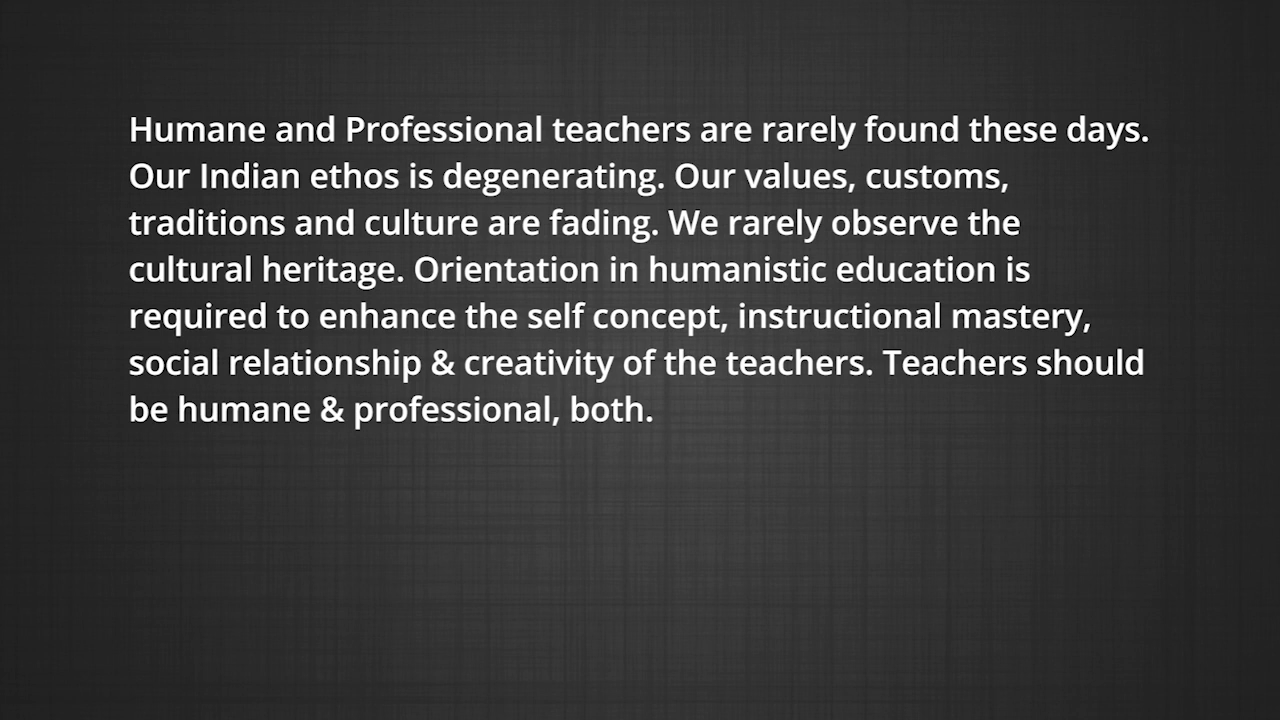 Humane and Professional teachers are rarely found these days.
Our Indian ethos is degenerating. Our values, customs,
traditions and culture are fading. We rarely observe the
cultural heritage. Orientation in humanistic education is
required to enhance the self concept, instructional mastery,
social relationship & creativity of the teachers. Teachers should
be humane & professional, both.